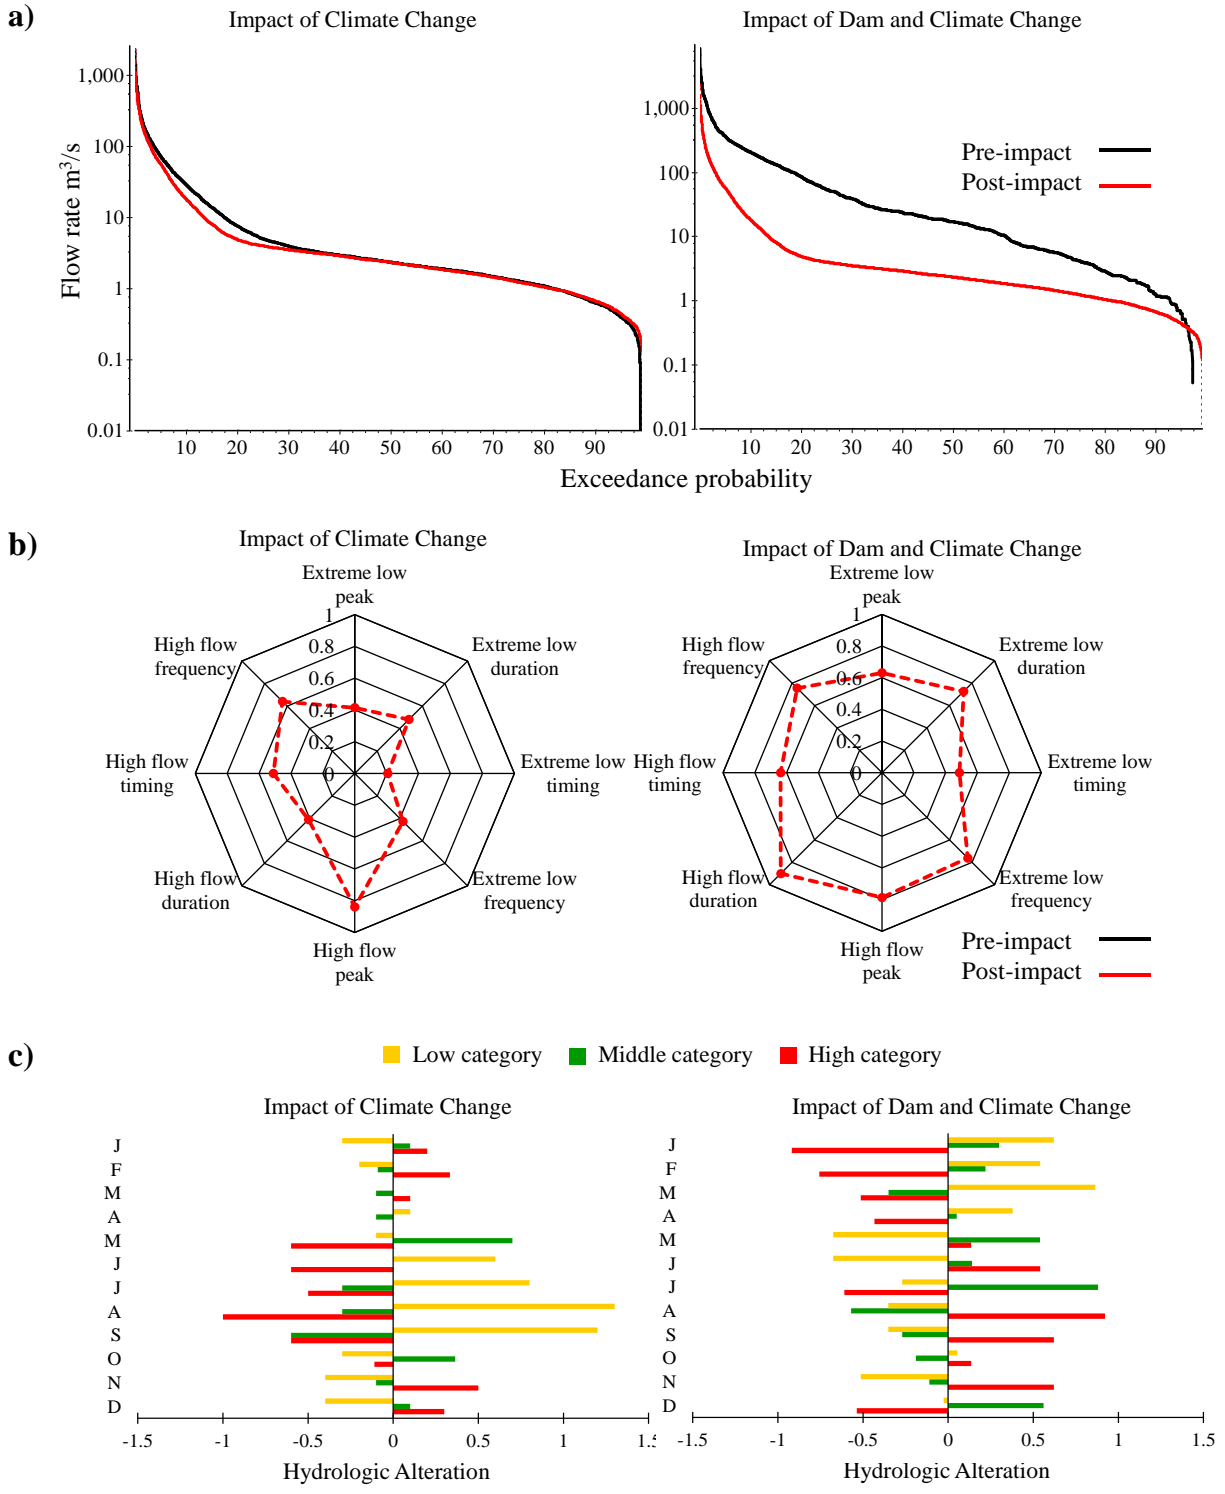 a)
Impact of Climate Change
Impact of Dam and Climate Change
Flow rate m³/s
1,000
100
10
1
0.1
0.01
10 20 30 40 50 60 70 80 90
1,000
100
10
1
0.1
0.01
10 20 30 40 50 60 70 80 90
Pre-impact
Post-impact
Exceedance probability
b)
Impact of Climate Change
Extreme low
peak
Extreme low
duration
Extreme low
timing
Extreme low
frequency
High flow
peak
High flow
duration
High flow
timing
High flow
frequency
1
0.8
0.6
0.4
0.2
0
Impact of Dam and Climate Change
Extreme low
peak
Extreme low
duration
Extreme low
timing
Extreme low
frequency
High flow
peak
High flow
duration
High flow
timing
High flow
frequency
1
0.8
0.6
0.4
0.2
0
Pre-impact
Post-impact
c)
Low category Middle category High category
Impact of Climate Change
J
F
M
A
M
J
J
A
S
O
N
D
-1.5 -1 -0.5 0 0.5 1 1.5
Hydrologic Alteration
Impact of Dam and Climate Change
J
F
M
A
M
J
J
A
S
O
N
D
-1.5 -1 -0.5 0 0.5 1 1.5
Hydrologic Alteration